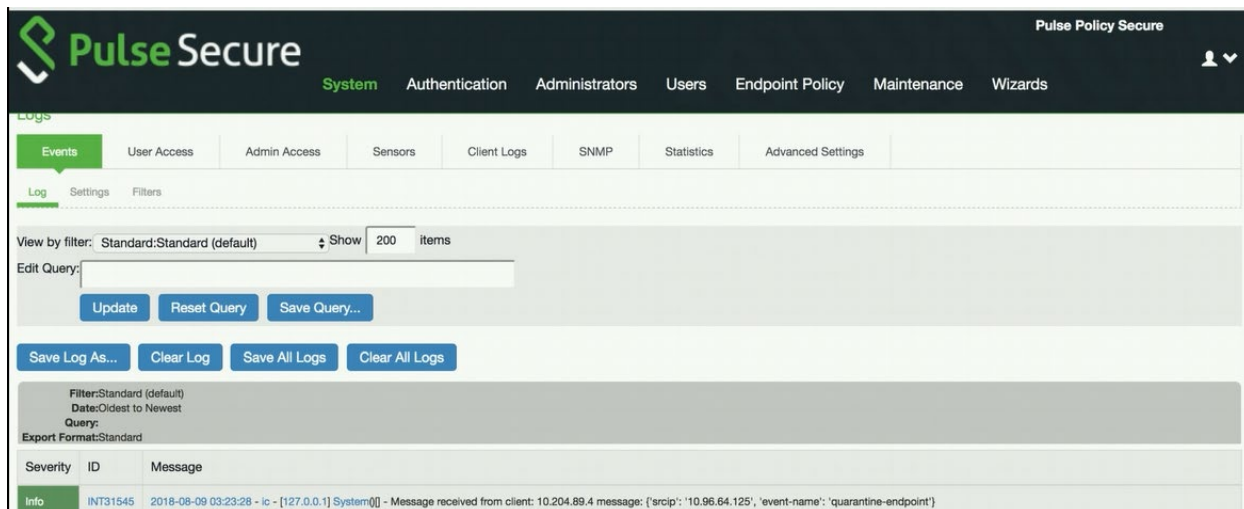 Pulse Secure
Pulse Policy Secure
System Authentication Administrators Users Endpoint Policy Maintenance Wizards
Logs
Events User Access Admin Access Sensors Client Logs SNMP Statistics Advanced Settings
Log Settings Filters
View by filter: Standard:Standard (default) Show 200 items
Edit Query:
Update Reset Query Save Query...
Save Log As... Clear Log Save All Logs Clear All Logs
Filter:Standard (default)
Date:Oldest to Newest
Query:
Export Format:Standard
Severity ID Message
Info INT31545 2018-08-09 03:23:28 - ic - [127.0.0.1] System()[] - Message received from client: 10.204.89.4 message: {'srcip': '10.96.64.125', 'event-name': 'quarantine-endpoint'}